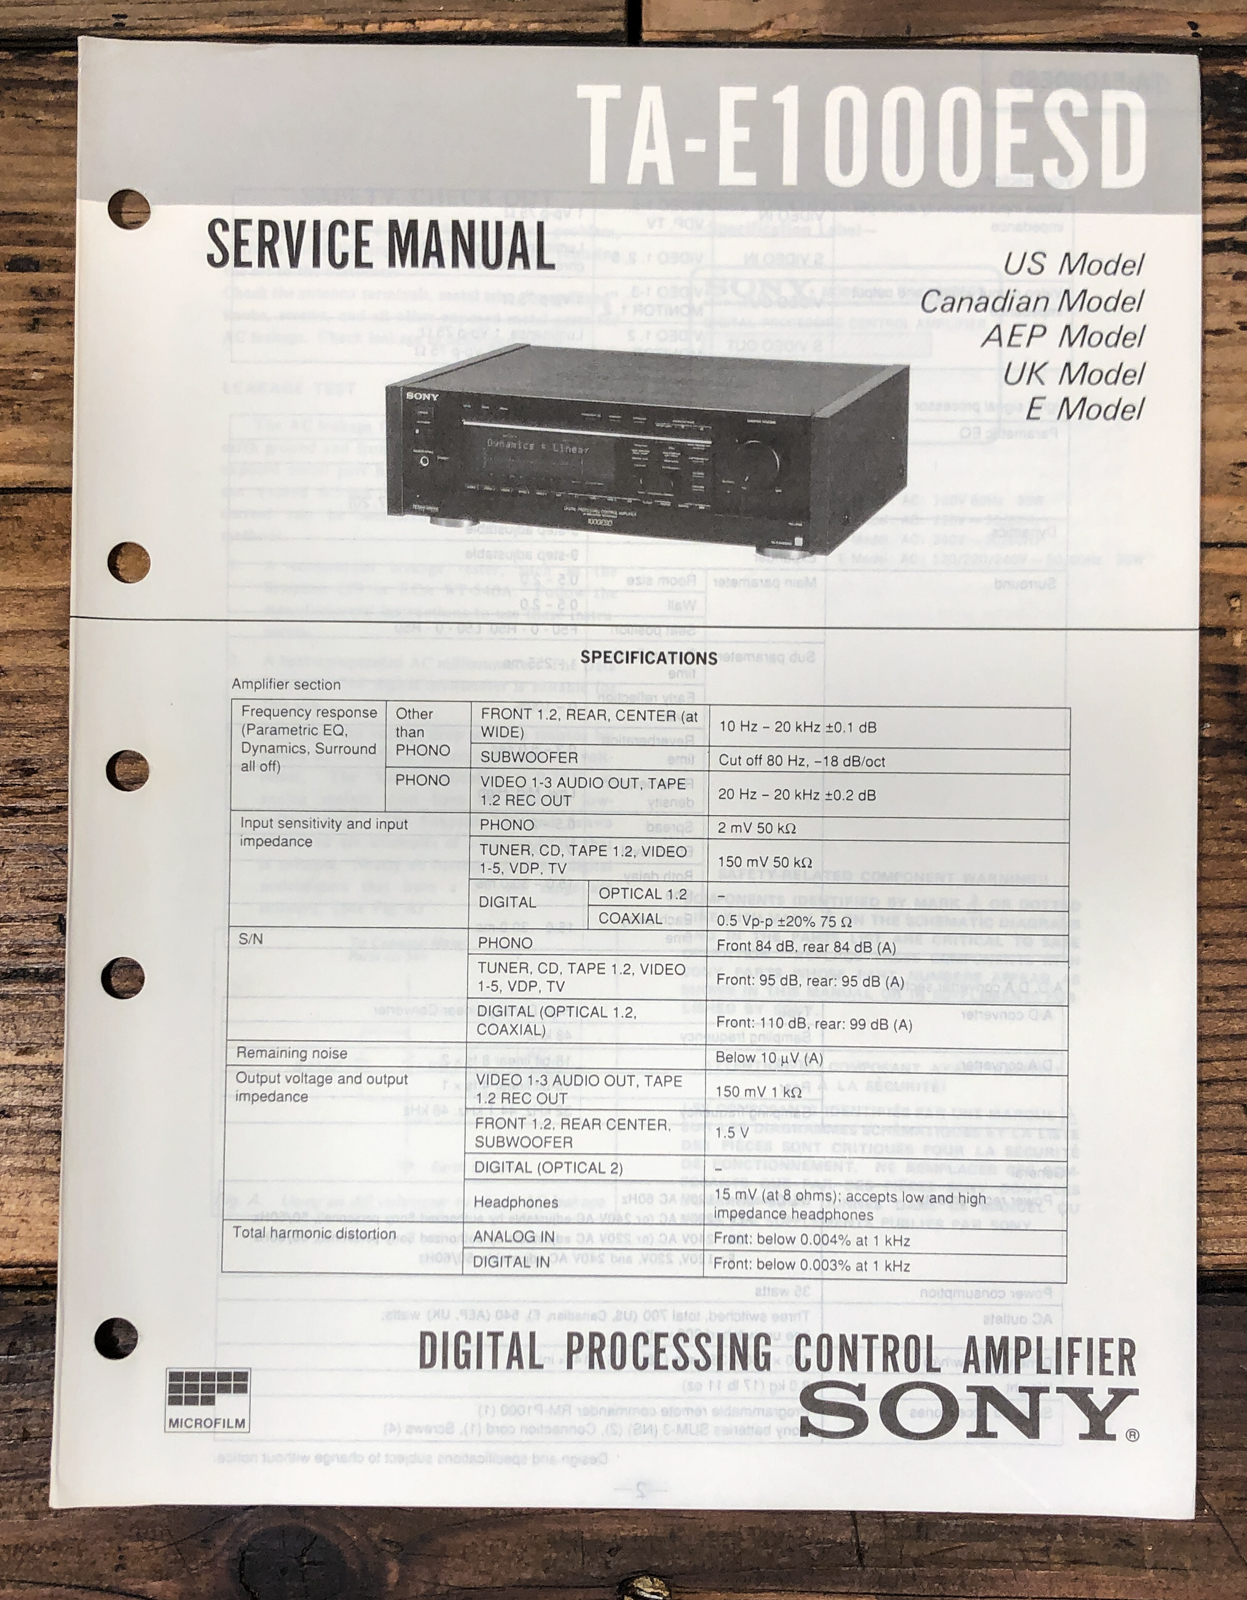 TA-E1000ESD
SERVICE MANUAL
US Model
Canadian Model
AEP Model
UK Model
E Model
SONY
Dynamics = Linear
SPECIFICATIONS
Amplifier section
Frequency response
(Parametric EQ,
Dynamics, Surround
all off)
Other
than
PHONO
FRONT 1.2, REAR, CENTER (at
WIDE)
10 Hz – 20 kHz ±0.1 dB
SUBWOOFER
Cut off 80 Hz, –18 dB/oct
PHONO
VIDEO 1-3 AUDIO OUT, TAPE
1.2 REC OUT
20 Hz – 20 kHz ±0.2 dB
Input sensitivity and input
impedance
PHONO
2 mV 50 kΩ
TUNER, CD, TAPE 1.2, VIDEO
1-5, VDP, TV
150 mV 50 kΩ
DIGITAL
OPTICAL 1.2
–
COAXIAL
0.5 Vp-p ±20% 75 Ω
S/N
PHONO
Front 84 dB, rear 84 dB (A)
TUNER, CD, TAPE 1.2, VIDEO
1-5, VDP, TV
Front: 95 dB, rear: 95 dB (A)
DIGITAL (OPTICAL 1.2,
COAXIAL)
Front: 110 dB, rear: 99 dB (A)
Remaining noise
Below 10 µV (A)
Output voltage and output
impedance
VIDEO 1-3 AUDIO OUT, TAPE
1.2 REC OUT
150 mV 1 kΩ
FRONT 1.2, REAR CENTER,
SUBWOOFER
1.5 V
DIGITAL (OPTICAL 2)
–
Headphones
15 mV (at 8 ohms); accepts low and high
impedance headphones
Total harmonic distortion
ANALOG IN
Front: below 0.004% at 1 kHz
DIGITAL IN
Front: below 0.003% at 1 kHz
DIGITAL PROCESSING CONTROL AMPLIFIER
MICROFILM
SONY®